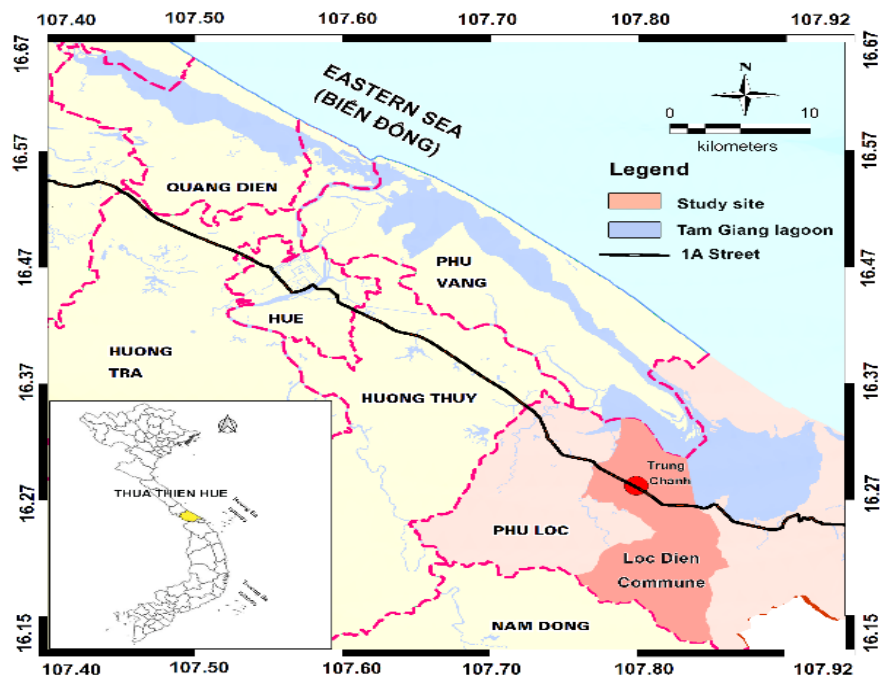 107.40 107.50 107.60 107.70 107.80 107.92
16.67
16.57
16.47
16.37
16.27
16.15
16.67
16.57
16.47
16.37
16.27
16.15
EASTERN SEA
(BIỂN ĐÔNG)
N
0 10
kilometers
Legend
Study site
Tam Giang lagoon
1A Street
QUANG DIEN
PHU
VANG
HUE
HUONG
TRA
HUONG THUY
Trung
Chanh
PHU LOC
Loc Dien
Commune
NAM DONG
THUA THIEN HUE
107.40 107.50 107.60 107.70 107.80 107.92